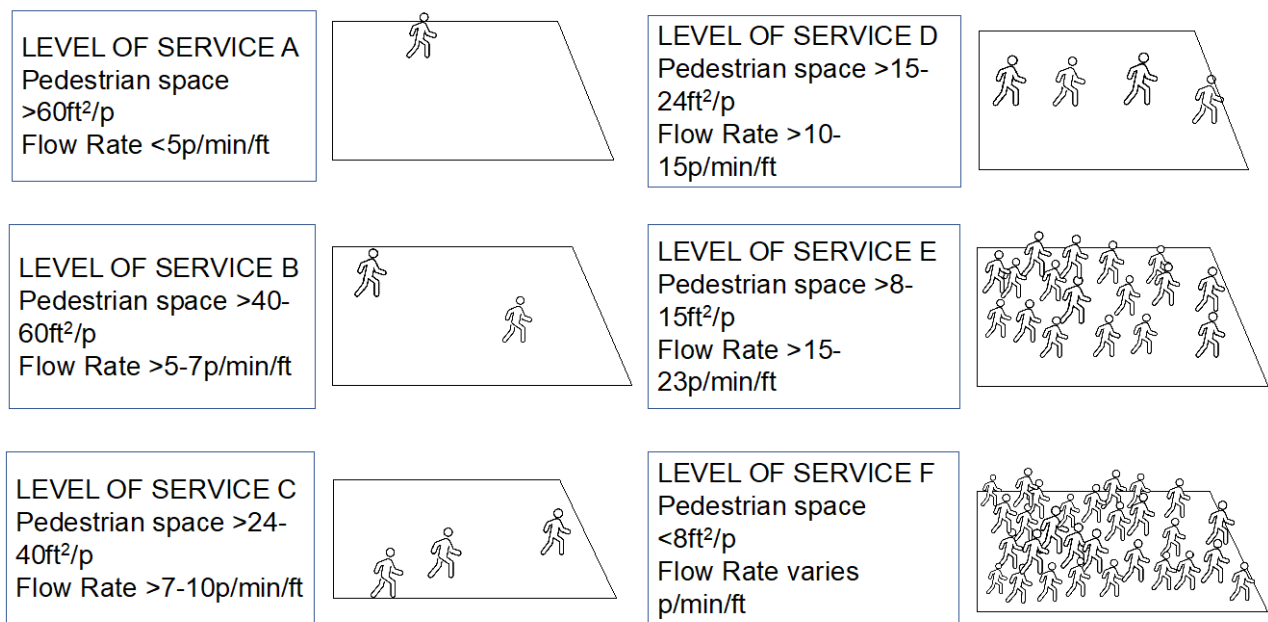 LEVEL OF SERVICE A
Pedestrian space
>60ft²/p
Flow Rate <5p/min/ft
LEVEL OF SERVICE B
Pedestrian space >40-
60ft²/p
Flow Rate >5-7p/min/ft
LEVEL OF SERVICE C
Pedestrian space >24-
40ft²/p
Flow Rate >7-10p/min/ft
LEVEL OF SERVICE D
Pedestrian space >15-
24ft²/p
Flow Rate >10-
15p/min/ft
LEVEL OF SERVICE E
Pedestrian space >8-
15ft²/p
Flow Rate >15-
23p/min/ft
LEVEL OF SERVICE F
Pedestrian space
<8ft²/p
Flow Rate varies
p/min/ft